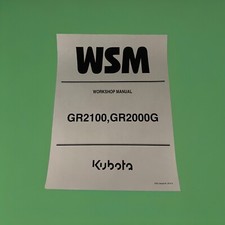 WSM
WORKSHOP MANUAL
GR2100,GR2000G
Kubota